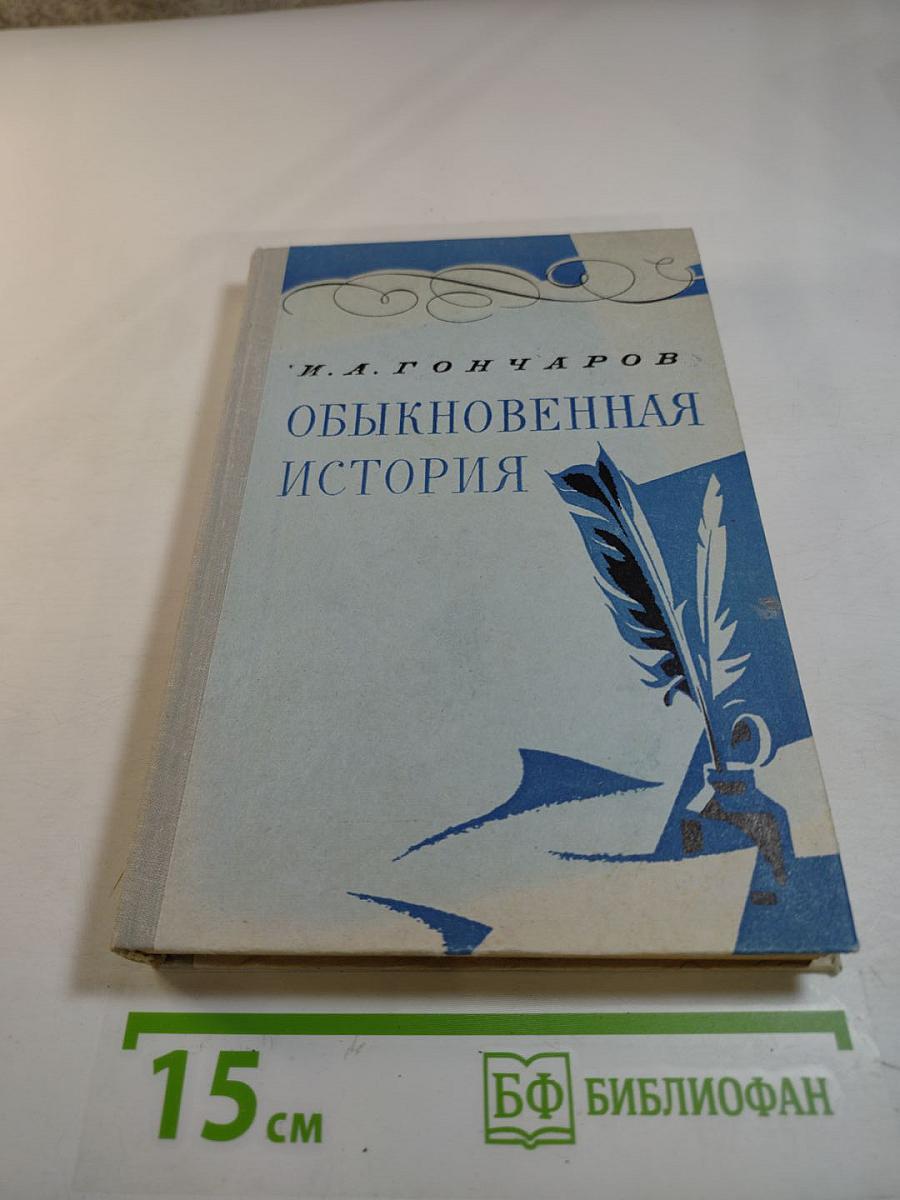 И. А. ГОНЧАРОВ
ОБЫКНОВЕННАЯ
ИСТОРИЯ
15 см
БФ БИБЛИОФАН